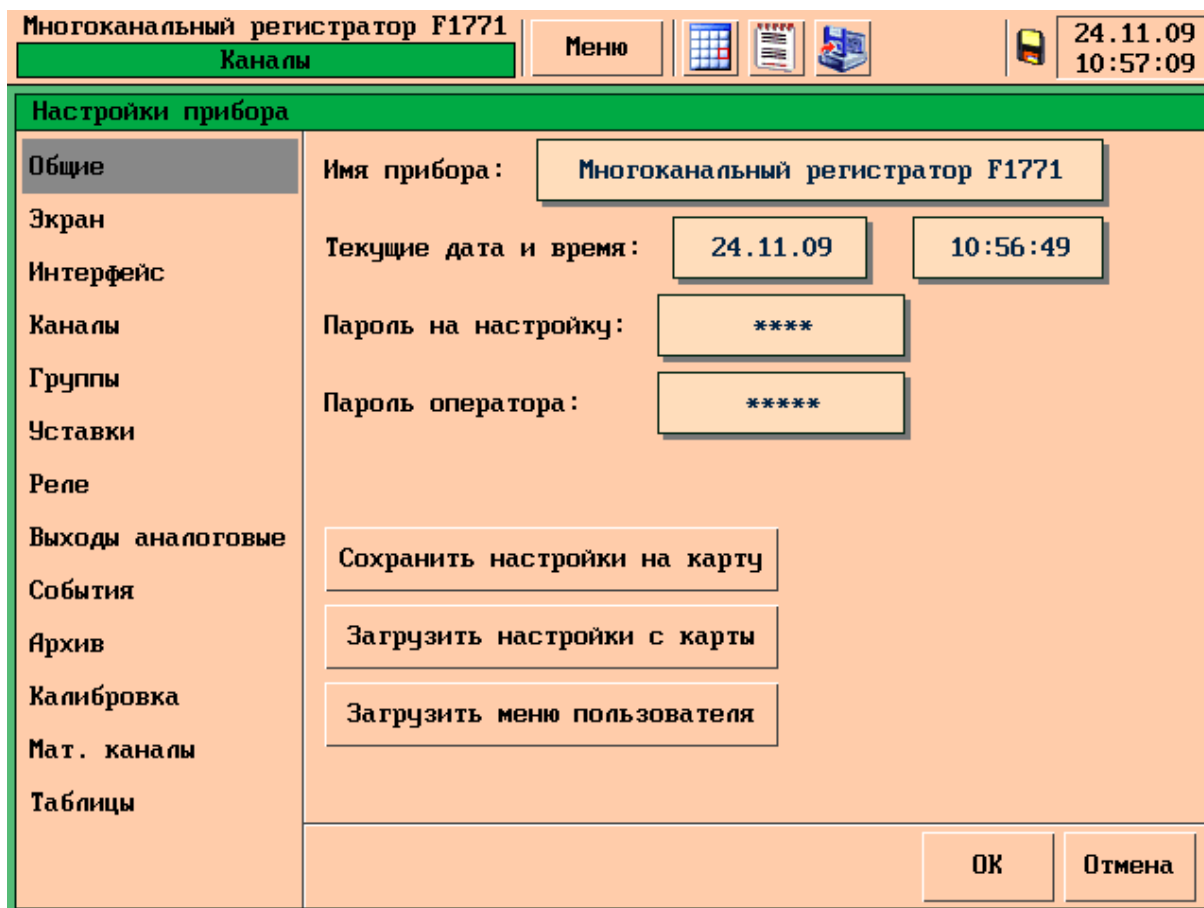 Многоканальный регистратор F1771
Каналы
Меню
24.11.09
10:57:09
Настройки прибора
Общие
Экран
Интерфейс
Каналы
Группы
Уставки
Реле
Выходы аналоговые
События
Архив
Калибровка
Мат. каналы
Таблицы
Имя прибора: Многоканальный регистратор F1771
Текущие дата и время: 24.11.09 10:56:49
Пароль на настройку: ****
Пароль оператора: *****
Сохранить настройки на карту
Загрузить настройки с карты
Загрузить меню пользователя
ОК Отмена